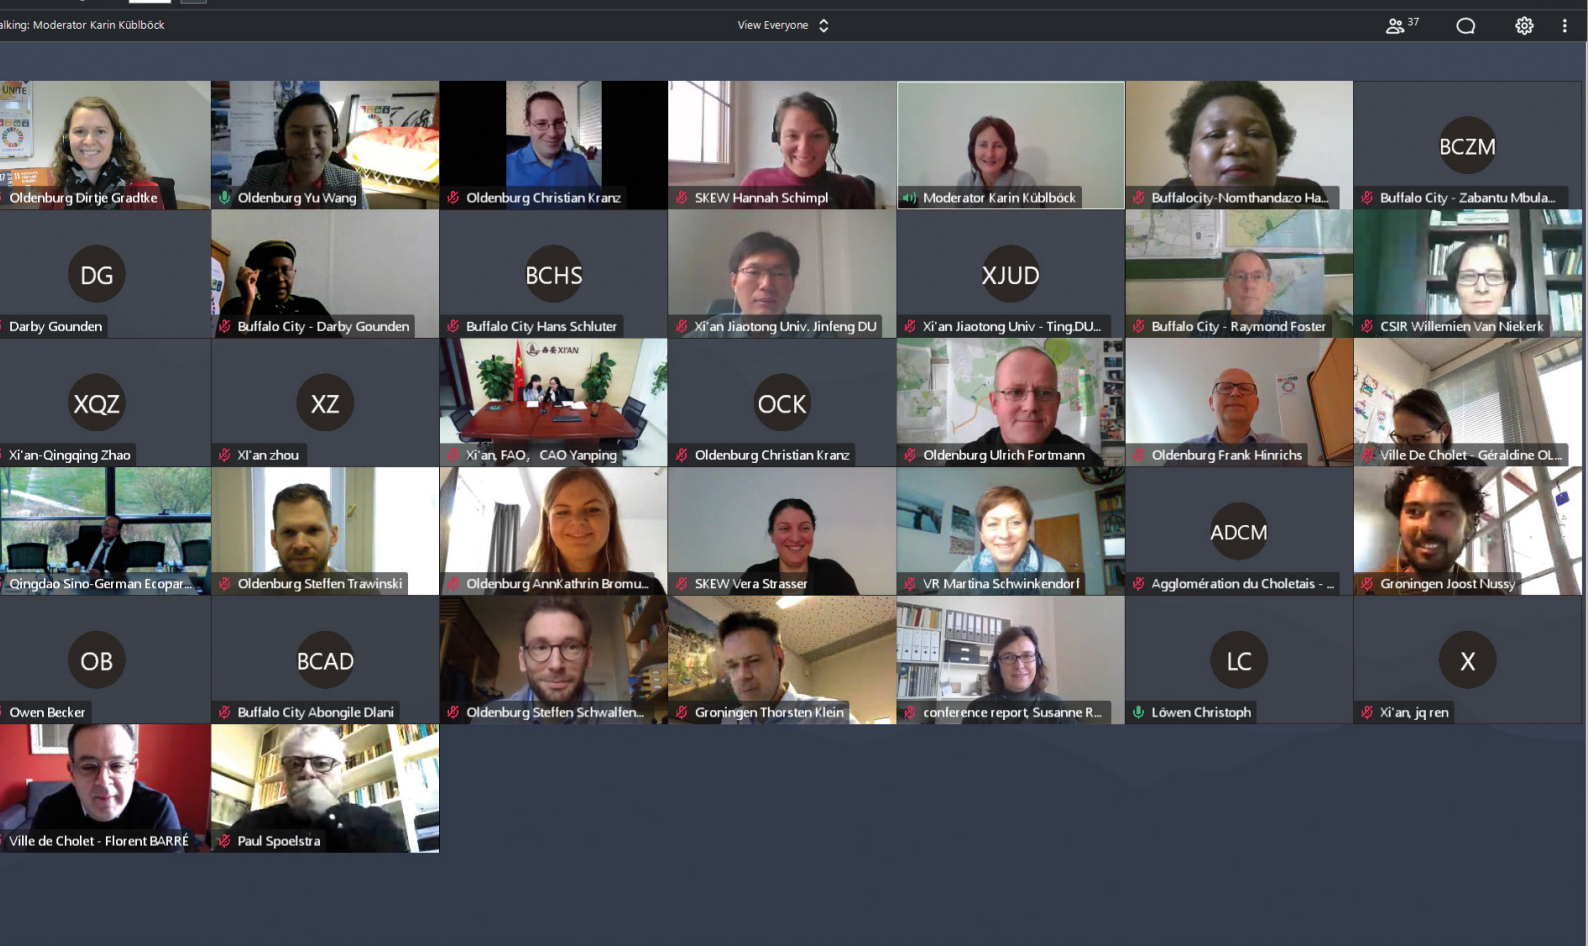 alking: Moderator Karin Küblböck
View Everyone
37
UNITE
Oldenburg Dirtje Gradtke
Oldenburg Yu Wang
Oldenburg Christian Kranz
SKEW Hannah Schimpl
Moderator Karin Küblböck
Buffalocity-Nomthandazo Ha...
BCZM
Buffalo City - Zabantu Mbula...
DG
Darby Gounden
Buffalo City - Darby Gounden
BCHS
Buffalo City Hans Schluter
Xi'an Jiaotong Univ. Jinfeng DU
XJUD
Xi'an Jiaotong Univ - Ting.DU...
Buffalo City - Raymond Foster
CSIR Willemien Van Niekerk
XQZ
Xi'an-Qingqing Zhao
XZ
XI'an zhou
西安 XI'AN
Xi'an, FAO, CAO Yanping
OCK
Oldenburg Christian Kranz
Oldenburg Ulrich Fortmann
Oldenburg Frank Hinrichs
Ville De Cholet - Géraldine OL...
Qingdao Sino-German Ecopar...
Oldenburg Steffen Trawinski
Oldenburg AnnKathrin Bromu...
SKEW Vera Strasser
VR Martina Schwinkendorf
ADCM
Agglomération du Choletais - ...
Groningen Joost Nussy
OB
Owen Becker
BCAD
Buffalo City Abongile Dlani
Oldenburg Steffen Schwalfen...
Groningen Thorsten Klein
conference report, Susanne R...
LC
Löwen Christoph
X
Xi'an, jq ren
Ville de Cholet - Florent BARRÉ
Paul Spoelstra